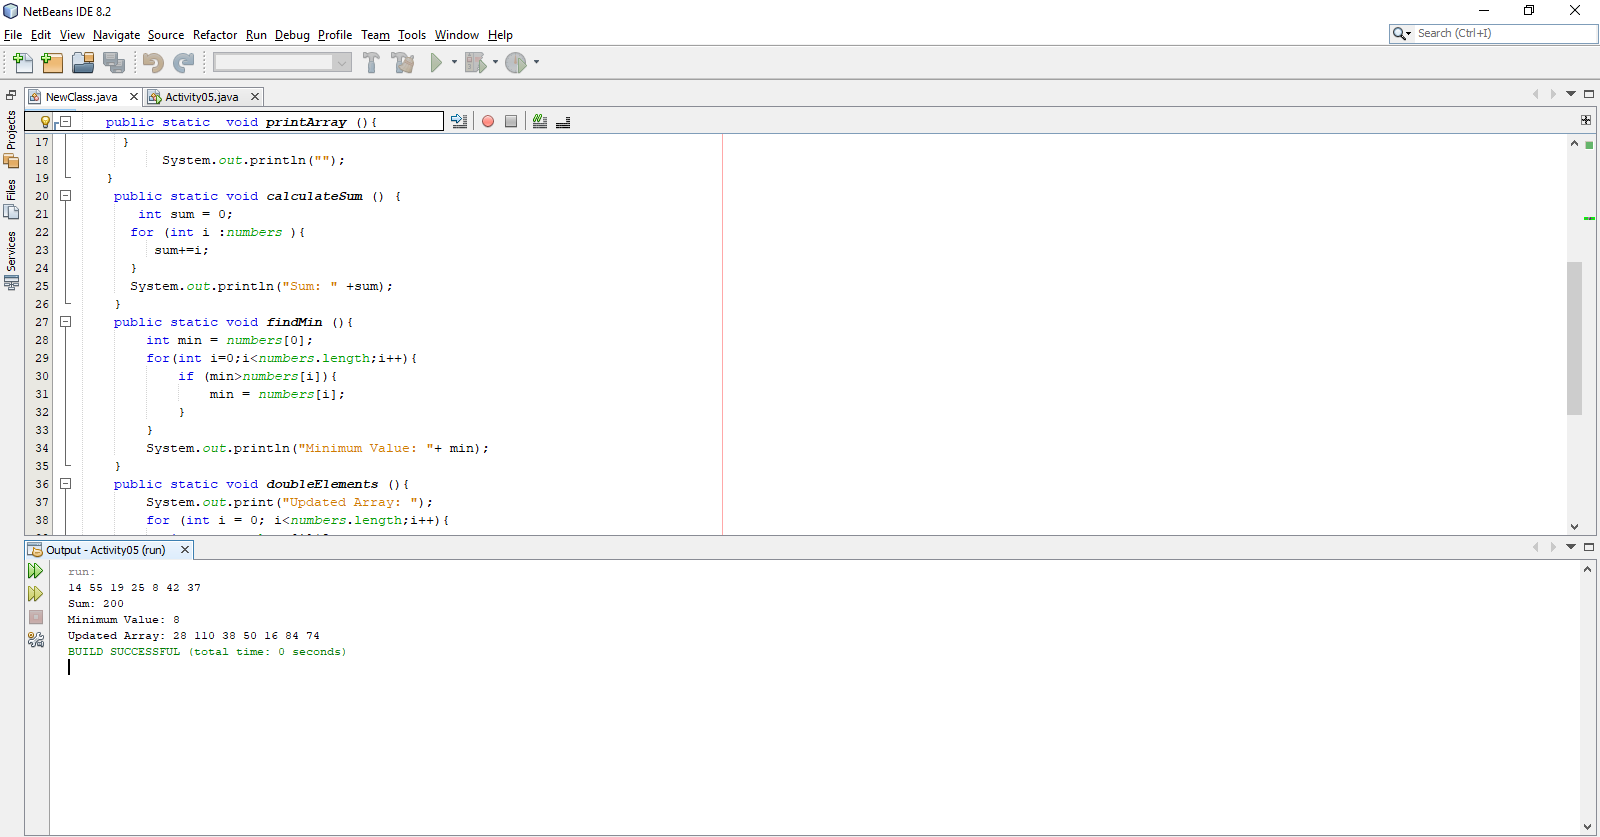 NetBeans IDE 8.2
File Edit View Navigate Source Refactor Run Debug Profile Team Tools Window Help
Search (Ctrl+I)
NewClass.java
Activity05.java
Projects
Files
Services
public static  void printArray (){
17 }
18 System.out.println("");
19 }
20 public static void calculateSum () {
21 int sum = 0;
22 for (int i :numbers ){
23 sum+=i;
24 }
25 System.out.println("Sum: " +sum);
26 }
27 public static void findMin (){
28 int min = numbers[0];
29 for(int i=0;i<numbers.length;i++){
30 if (min>numbers[i]){
31 min = numbers[i];
32 }
33 }
34 System.out.println("Minimum Value: "+ min);
35 }
36 public static void doubleElements (){
37 System.out.print("Updated Array: ");
38 for (int i = 0; i<numbers.length;i++){
Output - Activity05 (run)
run:
14 55 19 25 8 42 37
Sum: 200
Minimum Value: 8
Updated Array: 28 110 38 50 16 84 74
BUILD SUCCESSFUL (total time: 0 seconds)